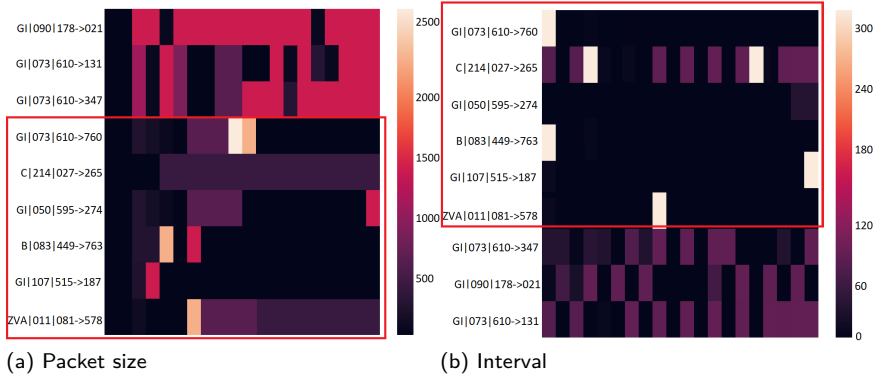 GI|090|178->021
GI|073|610->131
GI|073|610->347
GI|073|610->760
C|214|027->265
GI|050|595->274
B|083|449->763
GI|107|515->187
ZVA|011|081->578
2500
2000
1500
1000
500
(a) Packet size
GI|073|610->760
C|214|027->265
GI|050|595->274
B|083|449->763
GI|107|515->187
ZVA|011|081->578
GI|073|610->347
GI|090|178->021
GI|073|610->131
300
240
180
120
60
0
(b) Interval